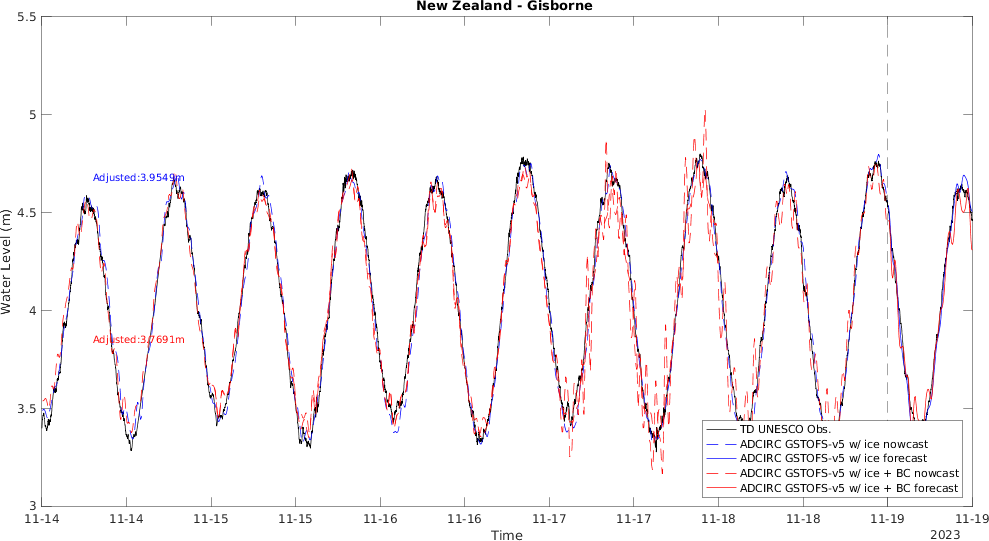 New Zealand - Gisborne
5.5
5
4.5
4
3.5
3
Water Level (m)
Adjusted:3.9549m
Adjusted:3.7691m
TD UNESCO Obs.
ADCIRC GSTOFS-v5 w/ ice nowcast
ADCIRC GSTOFS-v5 w/ ice forecast
ADCIRC GSTOFS-v5 w/ ice + BC nowcast
ADCIRC GSTOFS-v5 w/ ice + BC forecast
11-14 11-14 11-15 11-15 11-16 11-16 11-17 11-17 11-18 11-18 11-19 11-19
Time
2023